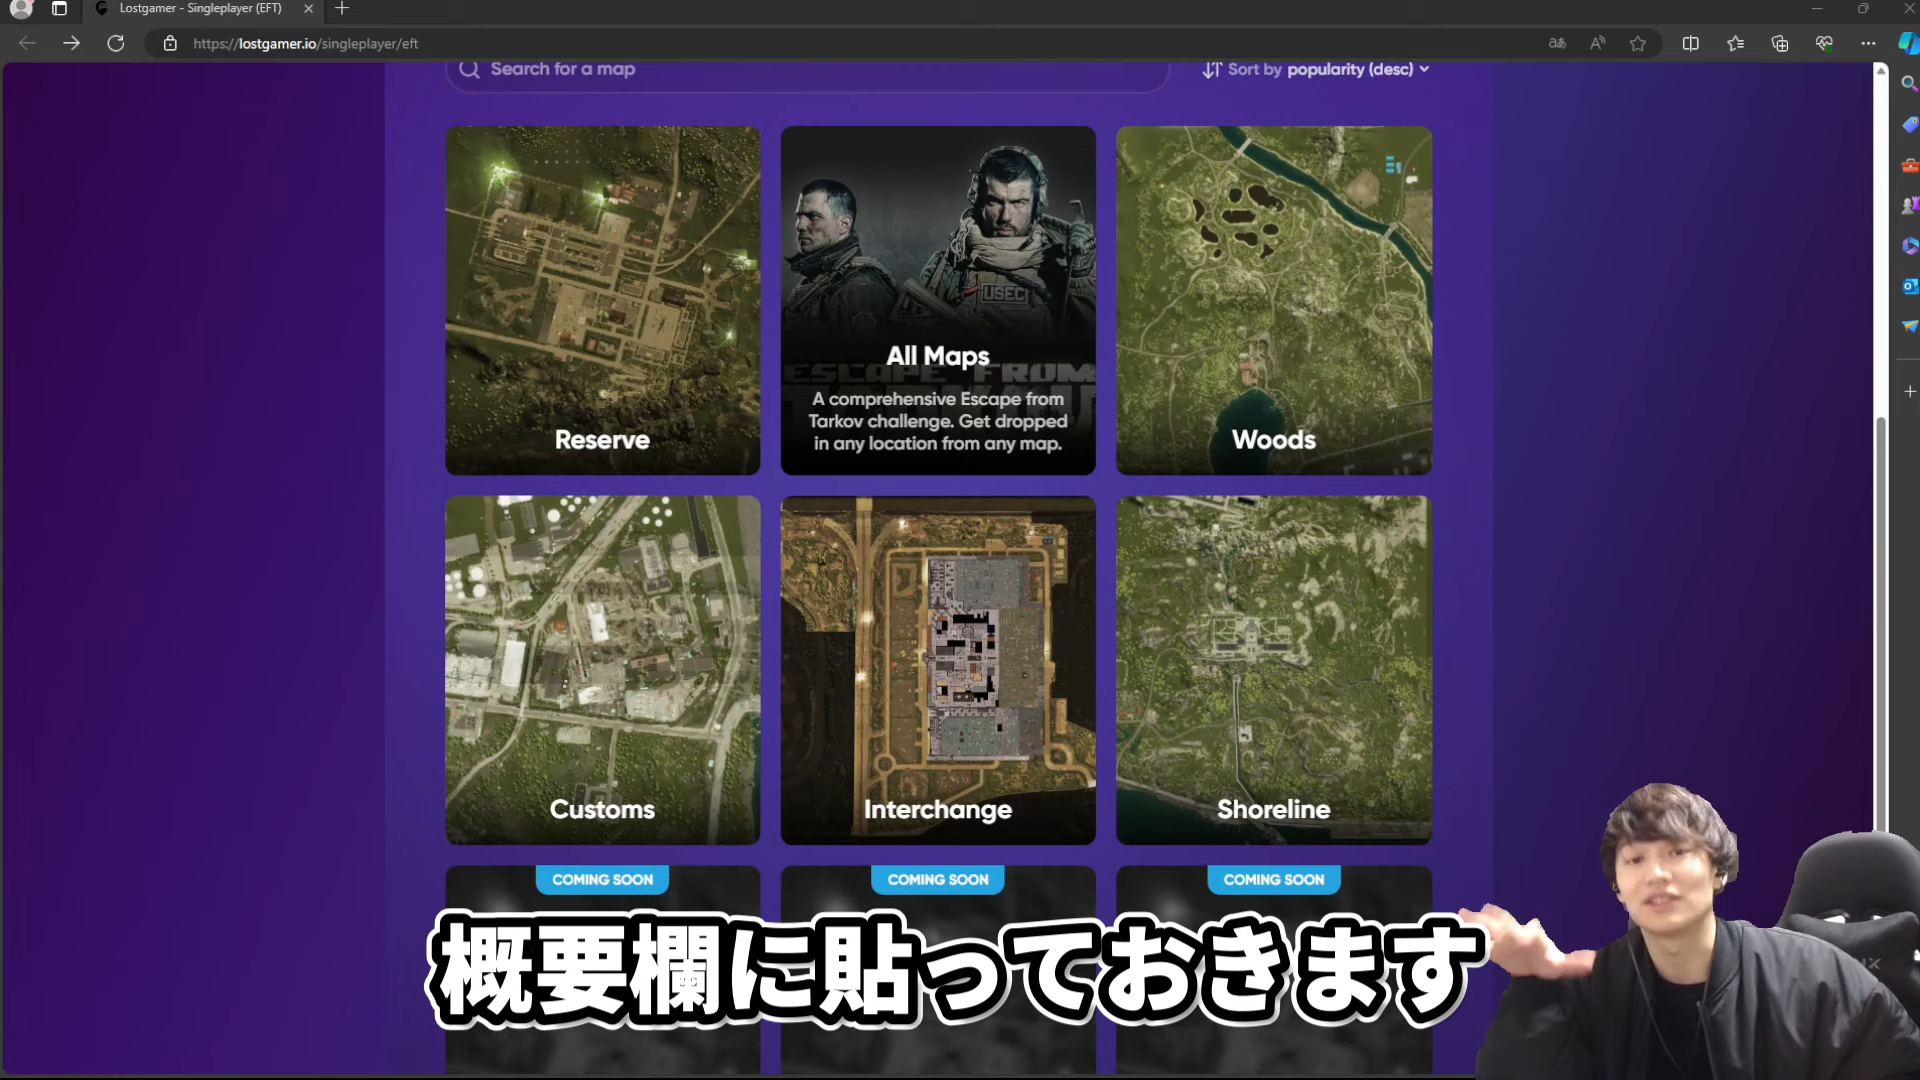 Lostgamer - Singleplayer (EFT)
https://lostgamer.io/singleplayer/eft
Search for a map
Sort by popularity (desc)
USEC
Reserve
All Maps
A comprehensive Escape from
Tarkov challenge. Get dropped
in any location from any map.
Woods
Customs
Interchange
Shoreline
COMING SOON
COMING SOON
COMING SOON
概要欄に貼っておきます